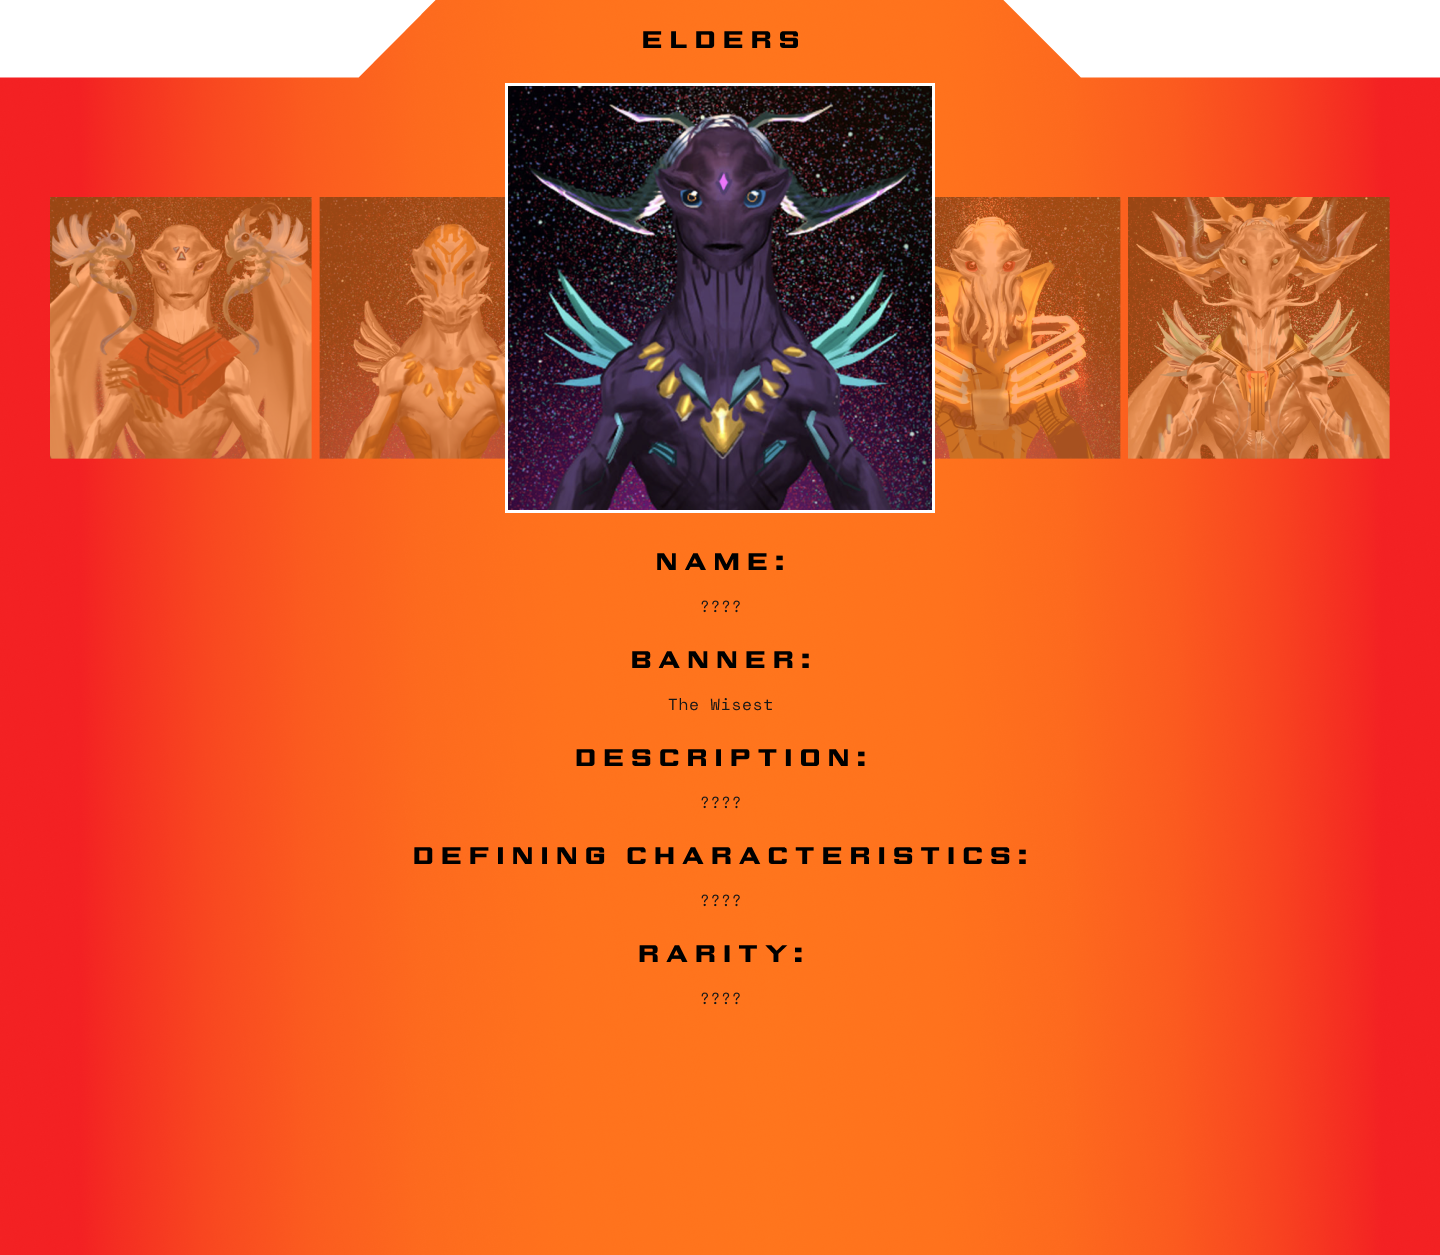 ELDERS
NAME:
????
BANNER:
The Wisest
DESCRIPTION:
????
DEFINING CHARACTERISTICS:
????
RARITY:
????